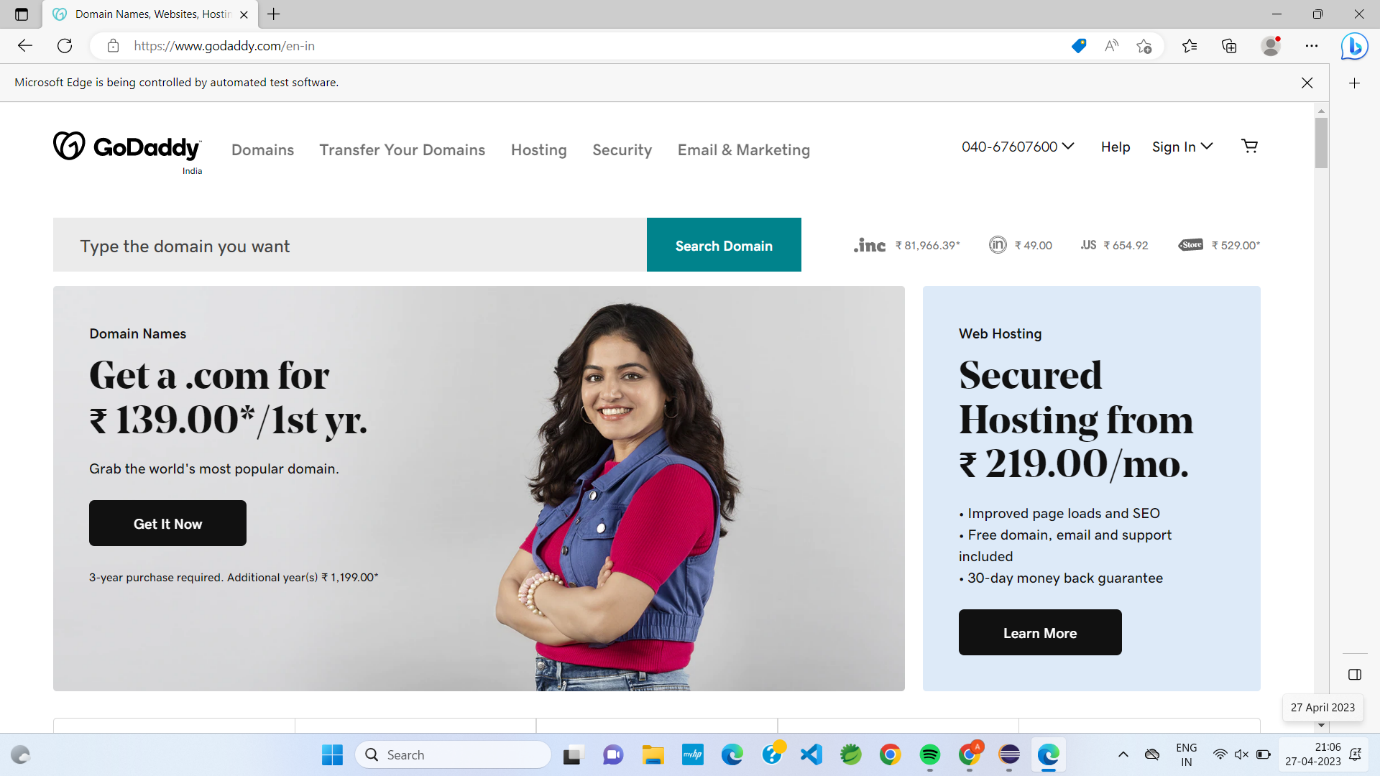 Domain Names, Websites, Hostin
https://www.godaddy.com/en-in
Microsoft Edge is being controlled by automated test software.
GoDaddy
India
Domains
Transfer Your Domains
Hosting
Security
Email & Marketing
040-67607600
Help
Sign In
Type the domain you want
Search Domain
.inc ₹ 81,966.39*
in ₹ 49.00
.US ₹ 654.92
Store ₹ 529.00*
Domain Names
Get a .com for
₹ 139.00*/1st yr.
Grab the world's most popular domain.
Get It Now
3-year purchase required. Additional year(s) ₹ 1,199.00*
Web Hosting
Secured
Hosting from
₹ 219.00/mo.
• Improved page loads and SEO
• Free domain, email and support
included
• 30-day money back guarantee
Learn More
27 April 2023
Search
myhp
A
ENG
IN
21:06
27-04-2023